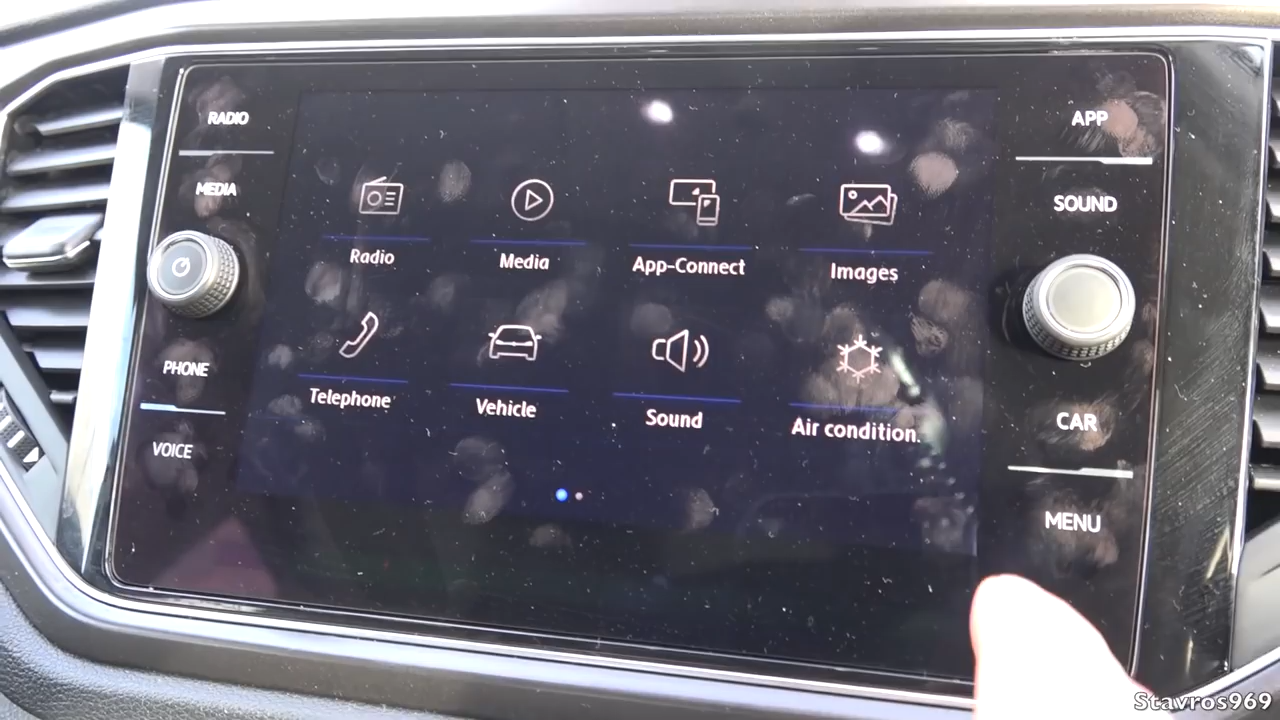 RADIO
MEDIA
PHONE
VOICE
Radio
Media
App-Connect
Images
Telephone
Vehicle
Sound
Air condition.
APP
SOUND
CAR
MENU
Stavros969